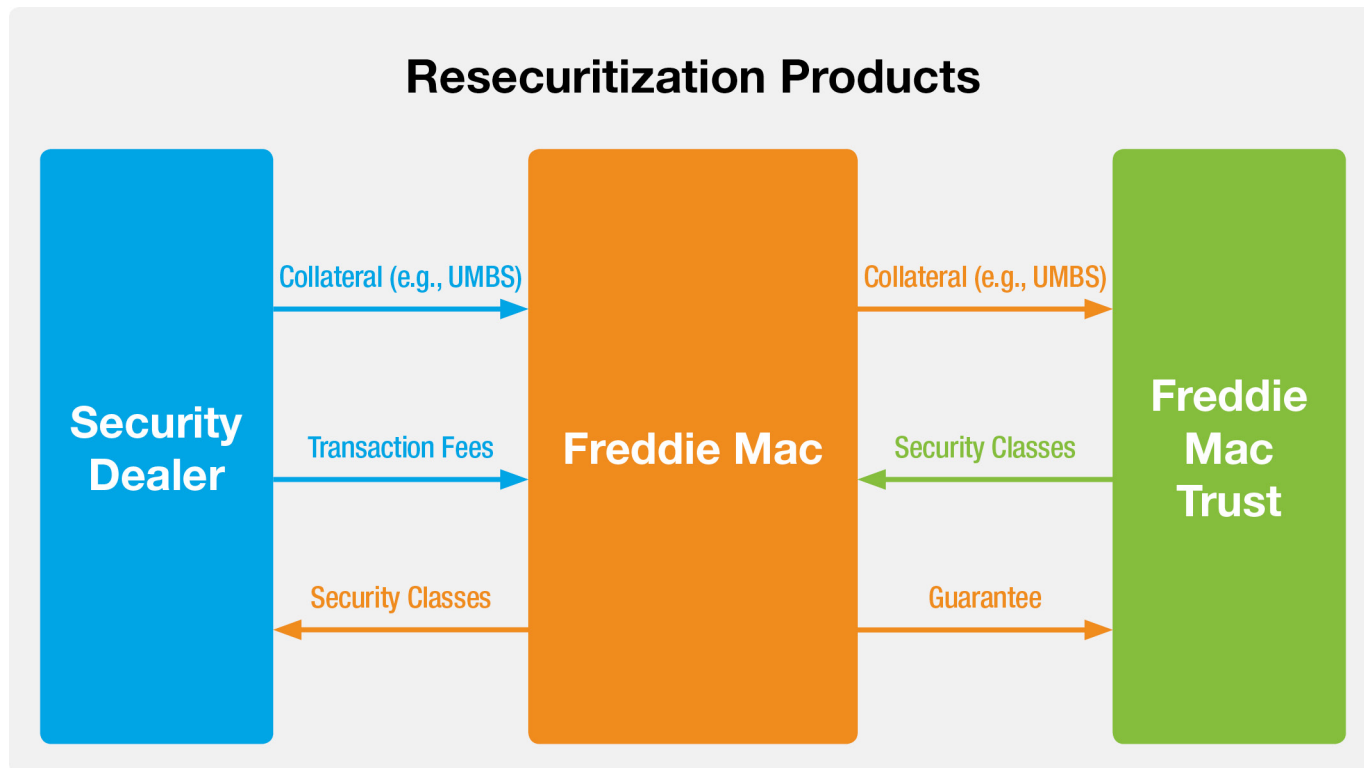 Resecuritization Products
Collateral (e.g., UMBS)
Collateral (e.g., UMBS)
Security
Dealer
Transaction Fees
Freddie Mac
Security Classes
Freddie
Mac
Trust
Security Classes
Guarantee